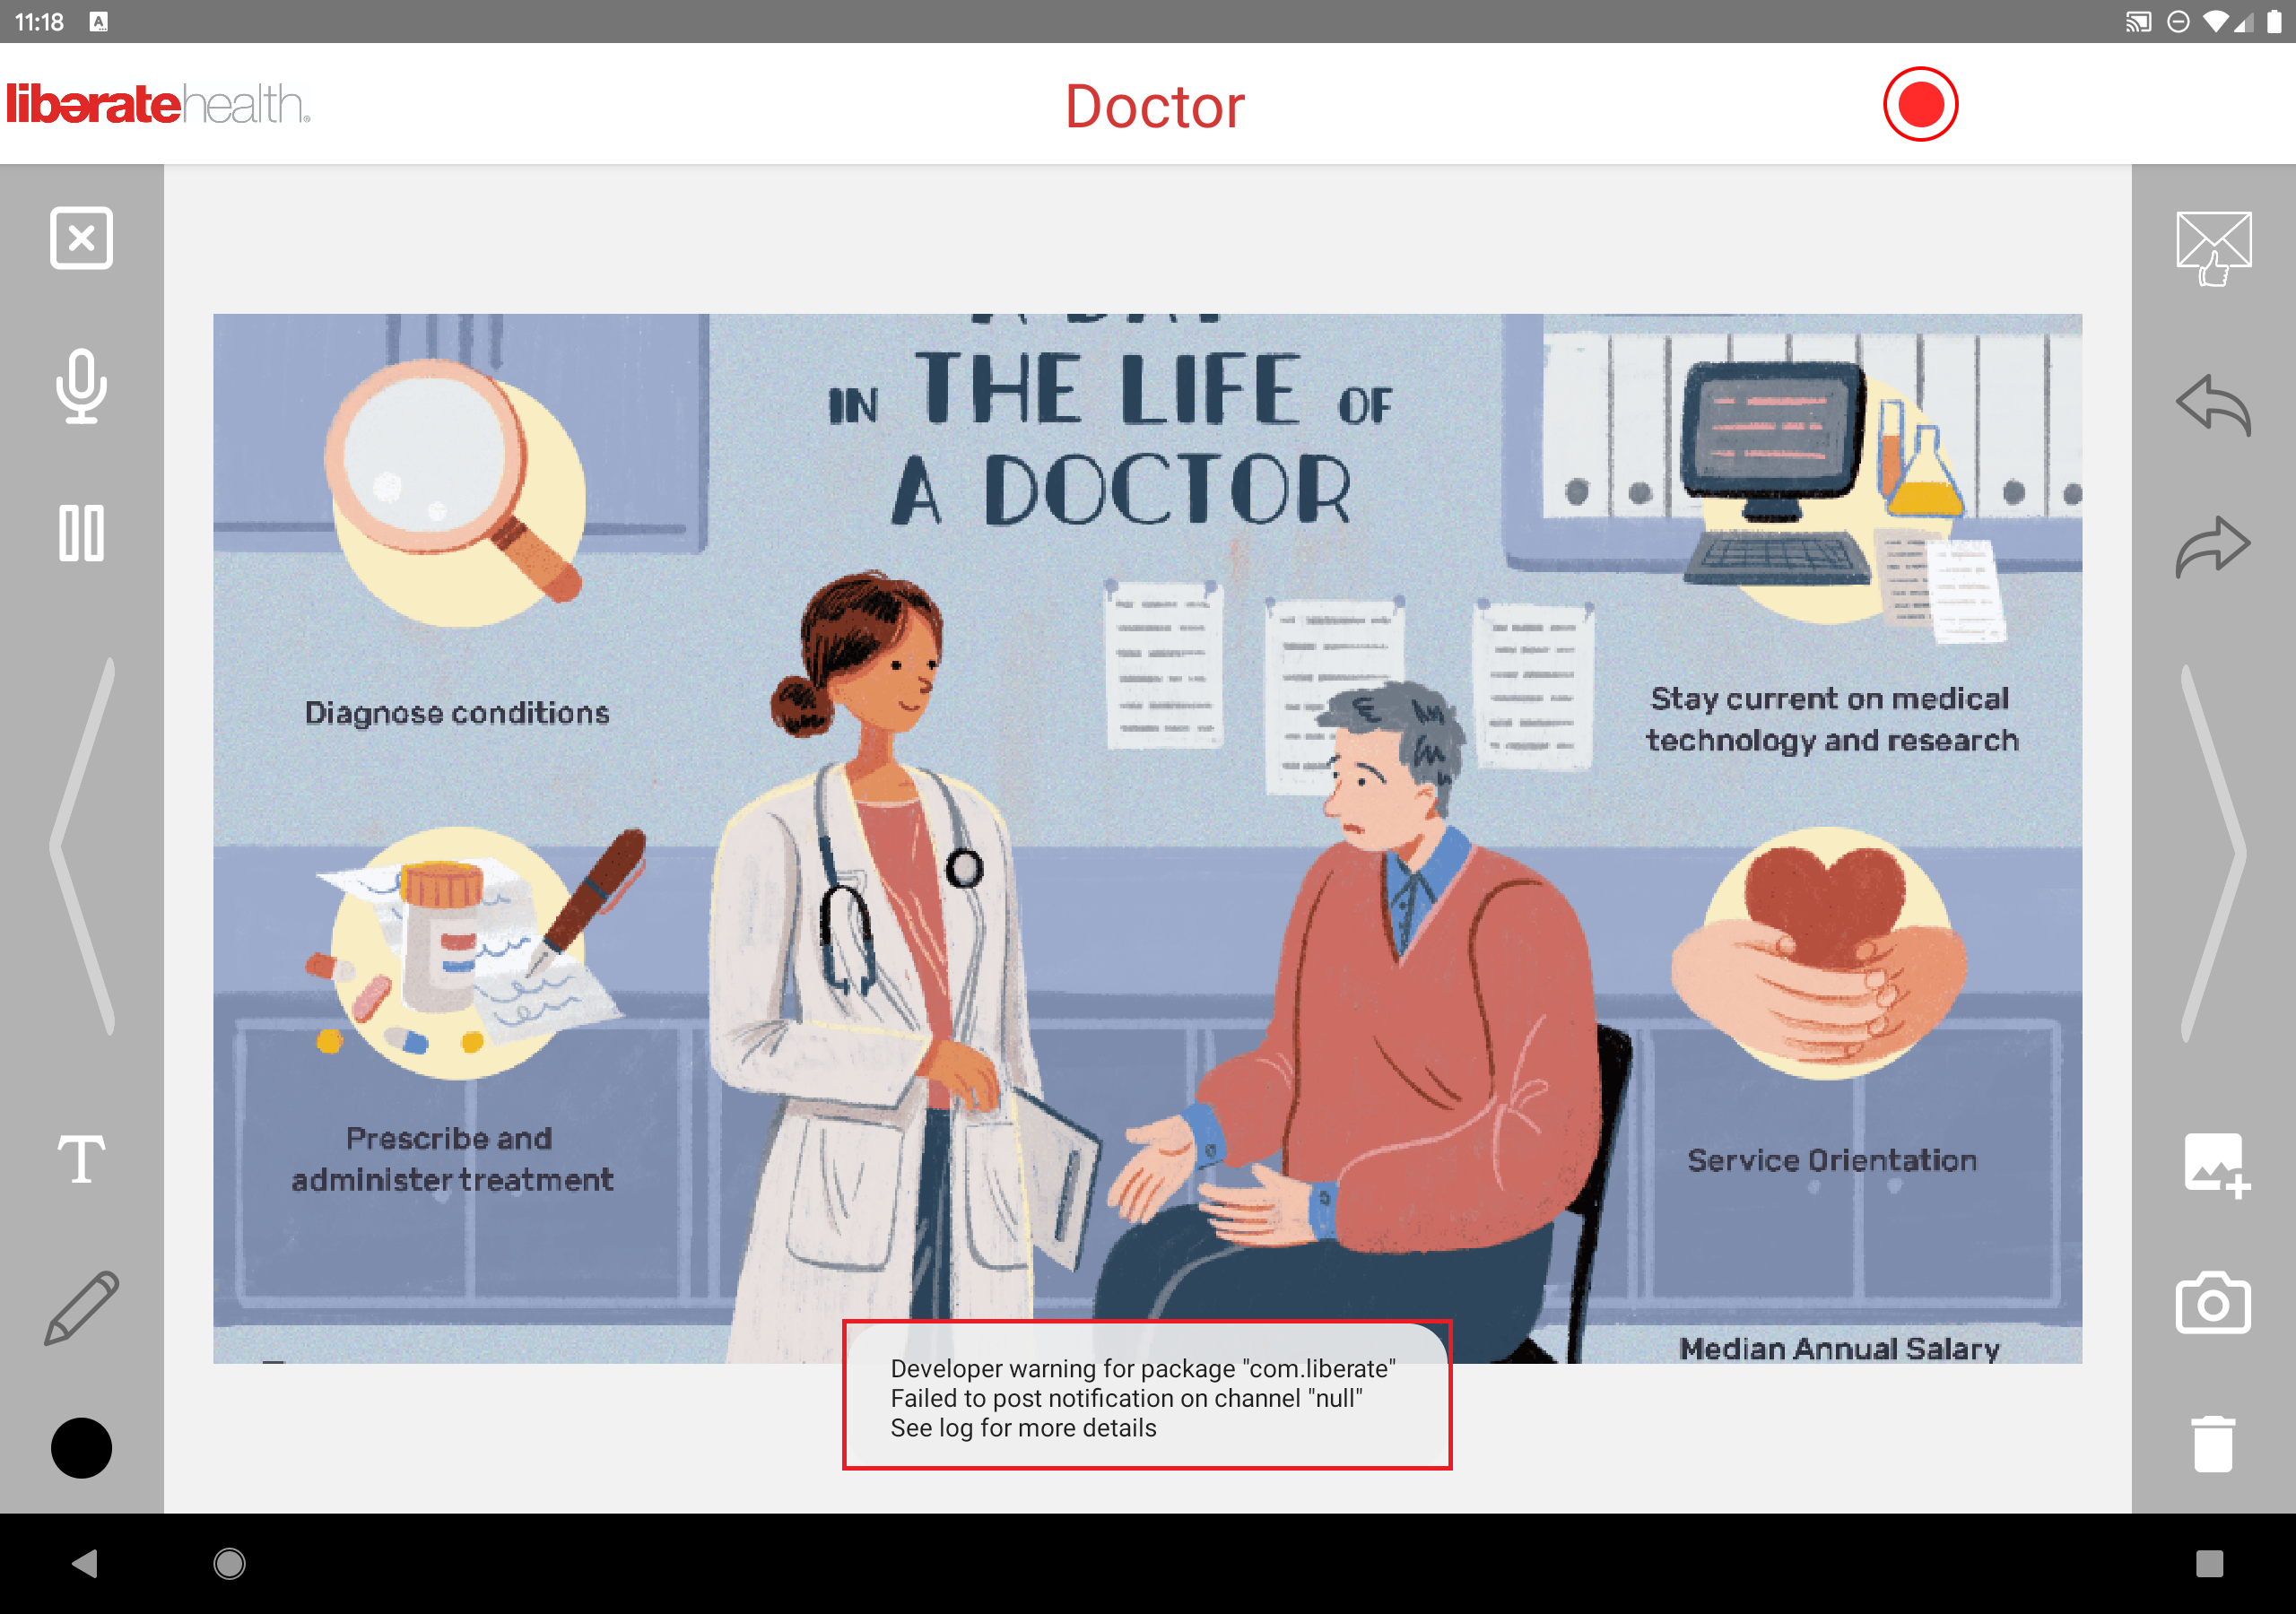 11:18
liberatehealth.
Doctor
IN THE LIFE OF
A DOCTOR
Diagnose conditions
Stay current on medical
technology and research
Prescribe and
administer treatment
Service Orientation
Median Annual Salary
Developer warning for package "com.liberate"
Failed to post notification on channel "null"
See log for more details
T